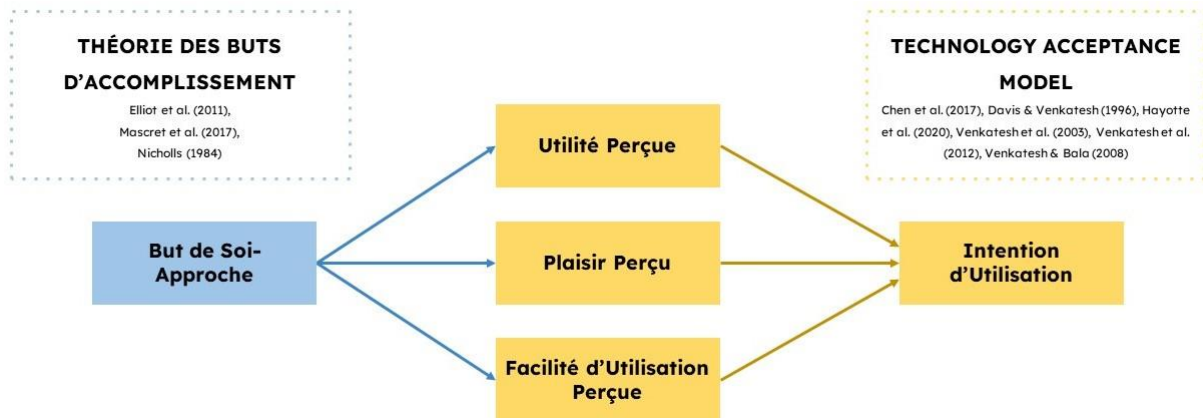 THÉORIE DES BUTS
D'ACCOMPLISSEMENT
Elliot et al. (2011),
Mascret et al. (2017),
Nicholls (1984)
TECHNOLOGY ACCEPTANCE
MODEL
Chen et al. (2017), Davis & Venkatesh (1996), Hayotte
et al. (2020), Venkatesh et al. (2003), Venkatesh et al.
(2012), Venkatesh & Bala (2008)
But de Soi-
Approche
Utilité Perçue
Plaisir Perçu
Facilité d'Utilisation
Perçue
Intention
d'Utilisation